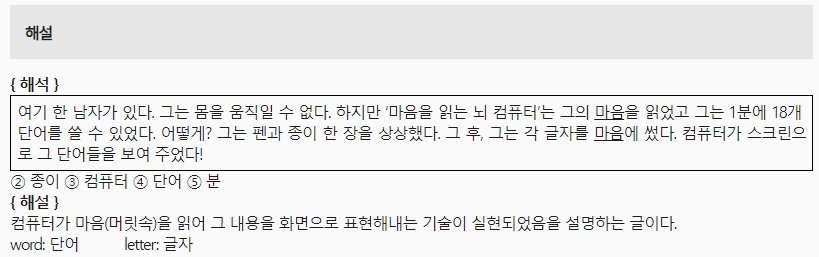 해설
{ 해석 }
여기 한 남자가 있다. 그는 몸을 움직일 수 없다. 하지만 ‘마음을 읽는 뇌 컴퓨터’는 그의 마음을 읽었고 그는 1분에 18개
단어를 쓸 수 있었다. 어떻게? 그는 펜과 종이 한 장을 상상했다. 그 후, 그는 각 글자를 마음에 썼다. 컴퓨터가 스크린으
로 그 단어들을 보여 주었다!
② 종이 ③ 컴퓨터 ④ 단어 ⑤ 분
{ 해설 }
컴퓨터가 마음(머릿속)을 읽어 그 내용을 화면으로 표현해내는 기술이 실현되었음을 설명하는 글이다.
word: 단어 letter: 글자